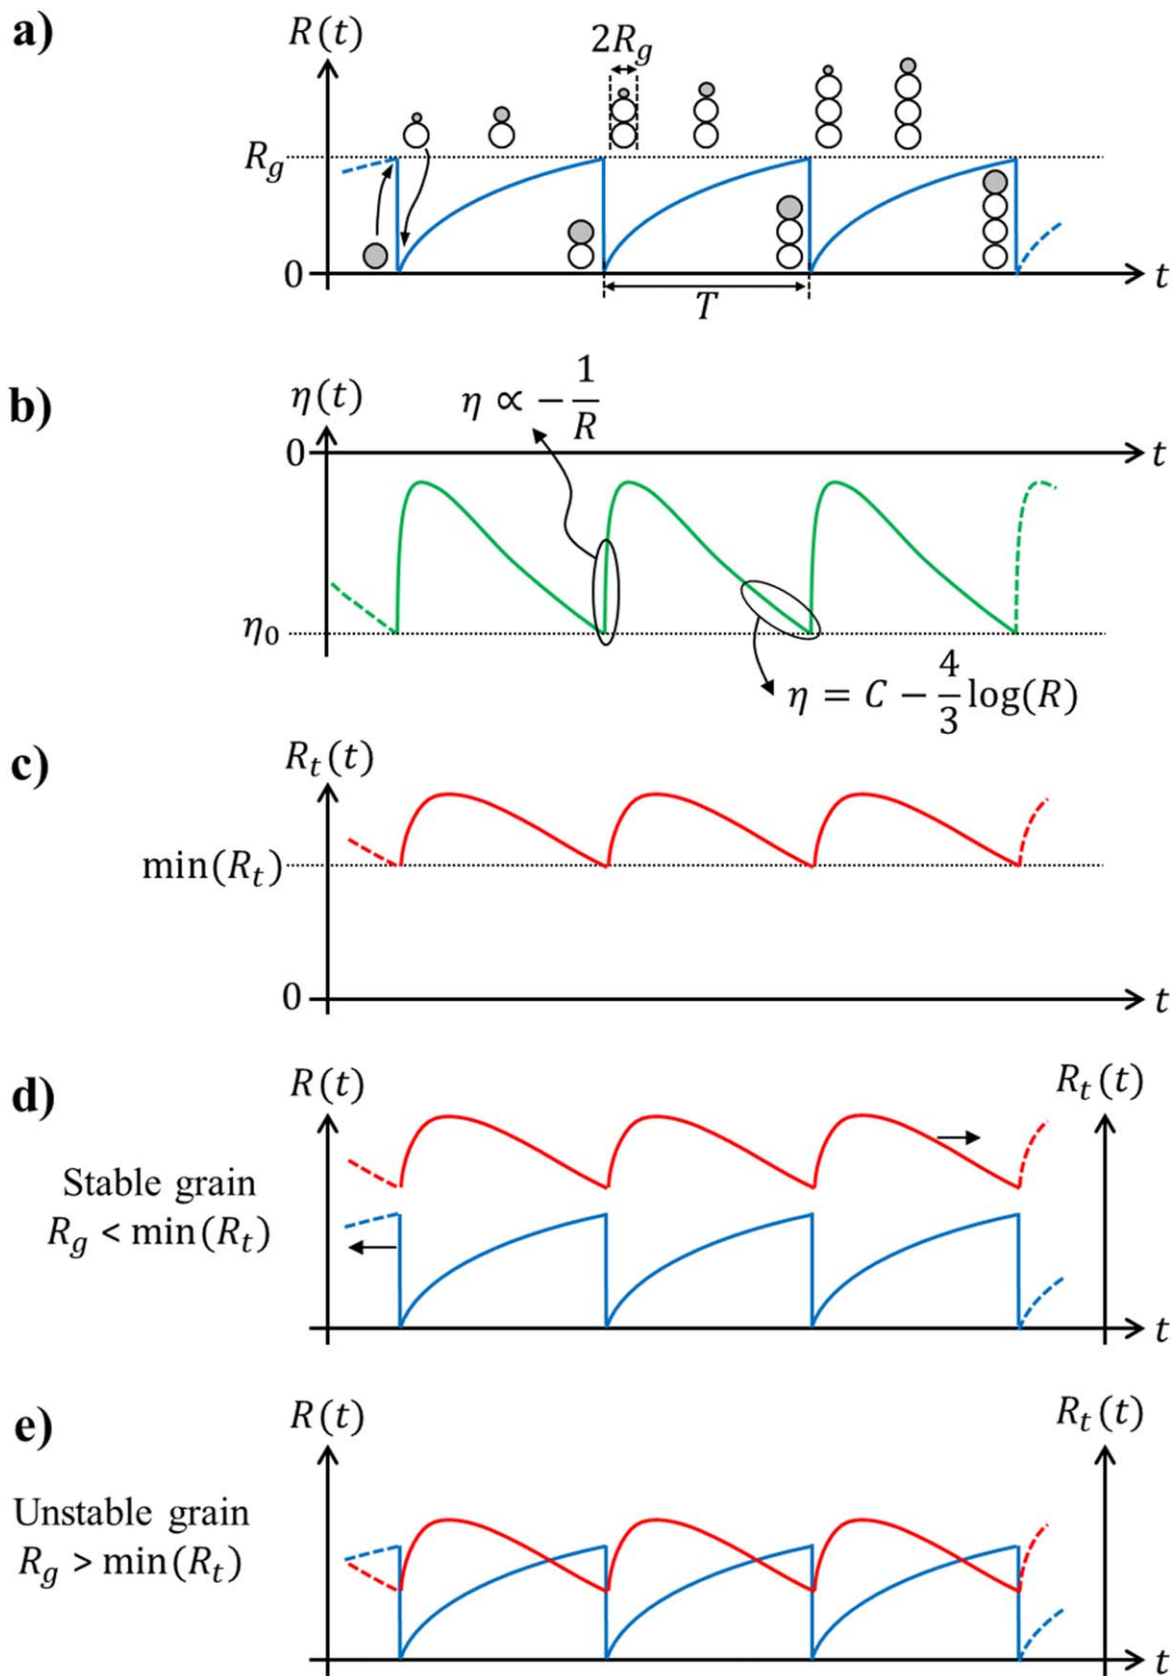 a)
R(t)
2R_g
R_g
0
t
T
b)
η(t)
η ∝ − 1/R
0
t
η_0
η = C − 4/3 log(R)
c)
R_t(t)
min(R_t)
0
t
d)
R(t)
R_t(t)
Stable grain
R_g < min(R_t)
t
e)
R(t)
R_t(t)
Unstable grain
R_g > min(R_t)
t